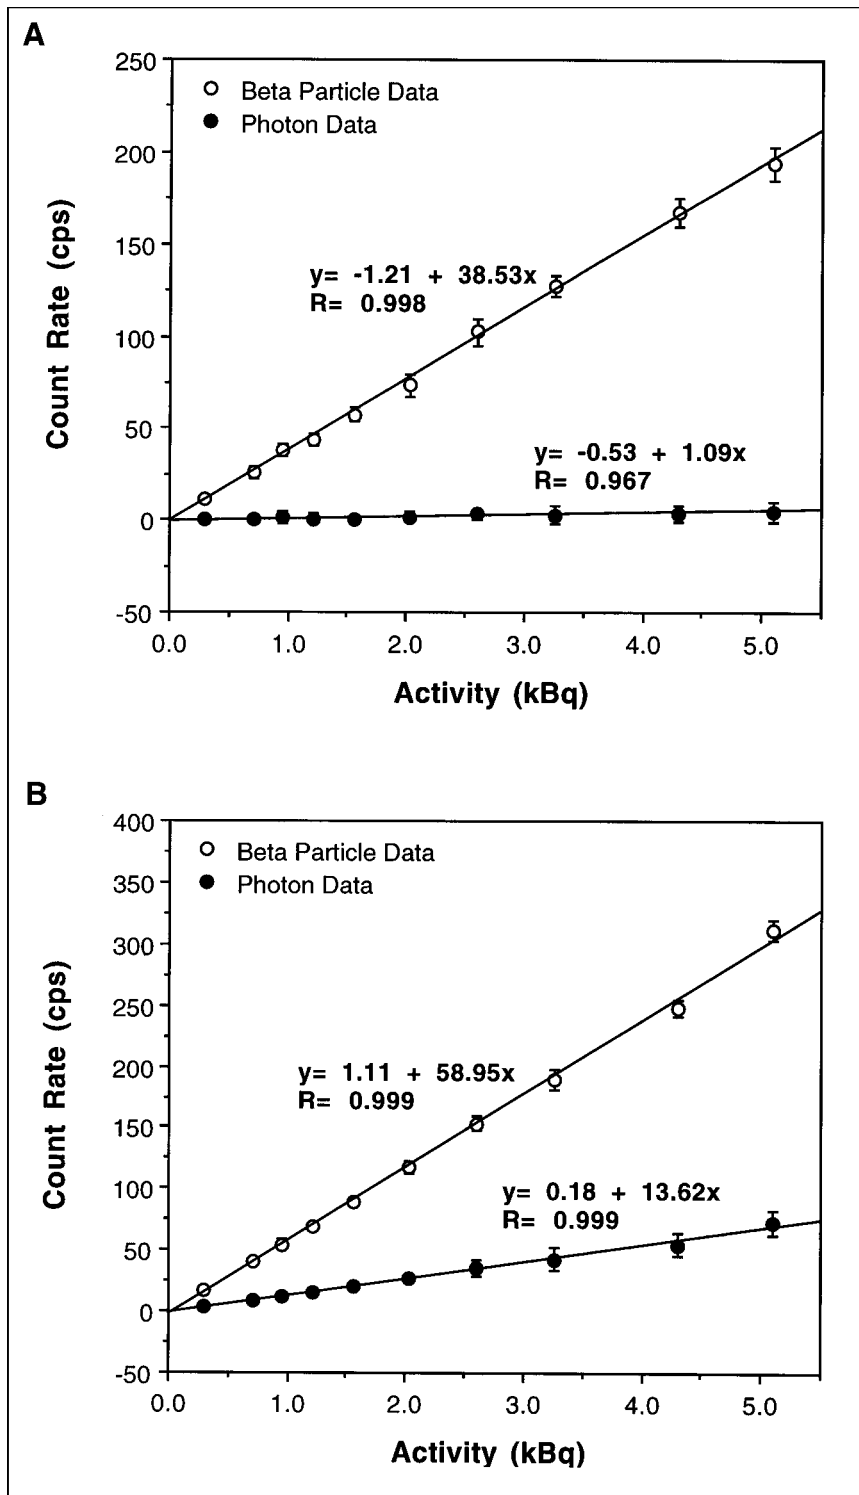 A
250
200
150
100
50
0
-50
Count Rate (cps)
Beta Particle Data
Photon Data
y= -1.21 + 38.53x
R= 0.998
y= -0.53 + 1.09x
R= 0.967
0.0 1.0 2.0 3.0 4.0 5.0
Activity (kBq)
B
400
350
300
250
200
150
100
50
0
-50
Count Rate (cps)
Beta Particle Data
Photon Data
y= 1.11 + 58.95x
R= 0.999
y= 0.18 + 13.62x
R= 0.999
0.0 1.0 2.0 3.0 4.0 5.0
Activity (kBq)